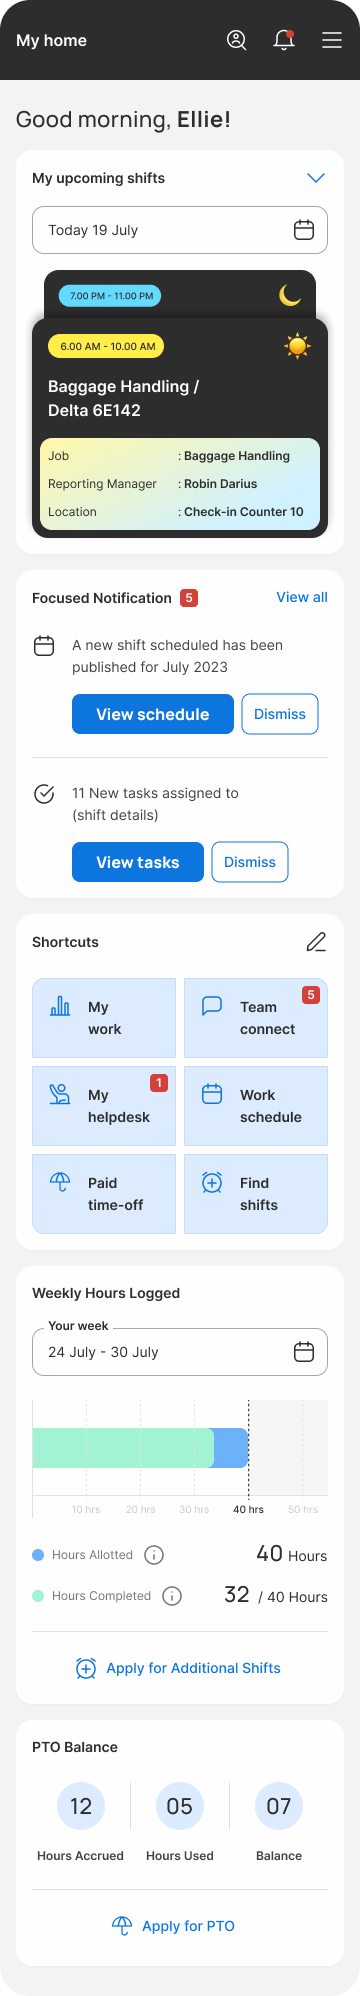 My home
Good morning, Ellie!
My upcoming shifts
Today 19 July
7.00 PM - 11.00 PM
6.00 AM - 10.00 AM
Baggage Handling /
Delta 6E142
Job : Baggage Handling
Reporting Manager : Robin Darius
Location : Check-in Counter 10
Focused Notification 5 View all
A new shift scheduled has been
published for July 2023
View schedule Dismiss
11 New tasks assigned to
(shift details)
View tasks Dismiss
Shortcuts
My
work
Team
connect
5
My
helpdesk
1
Work
schedule
Paid
time-off
Find
shifts
Weekly Hours Logged
Your week
24 July - 30 July
10 hrs 20 hrs 30 hrs 40 hrs 50 hrs
Hours Allotted 40 Hours
Hours Completed 32 / 40 Hours
Apply for Additional Shifts
PTO Balance
12 05 07
Hours Accrued Hours Used Balance
Apply for PTO